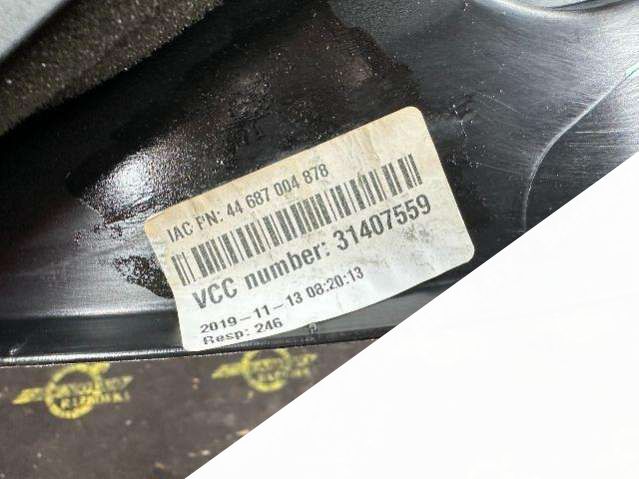 IAC PN: 44 687 004 878
VCC number: 31407559
2019-11-13 08:20:13
Resp: 246